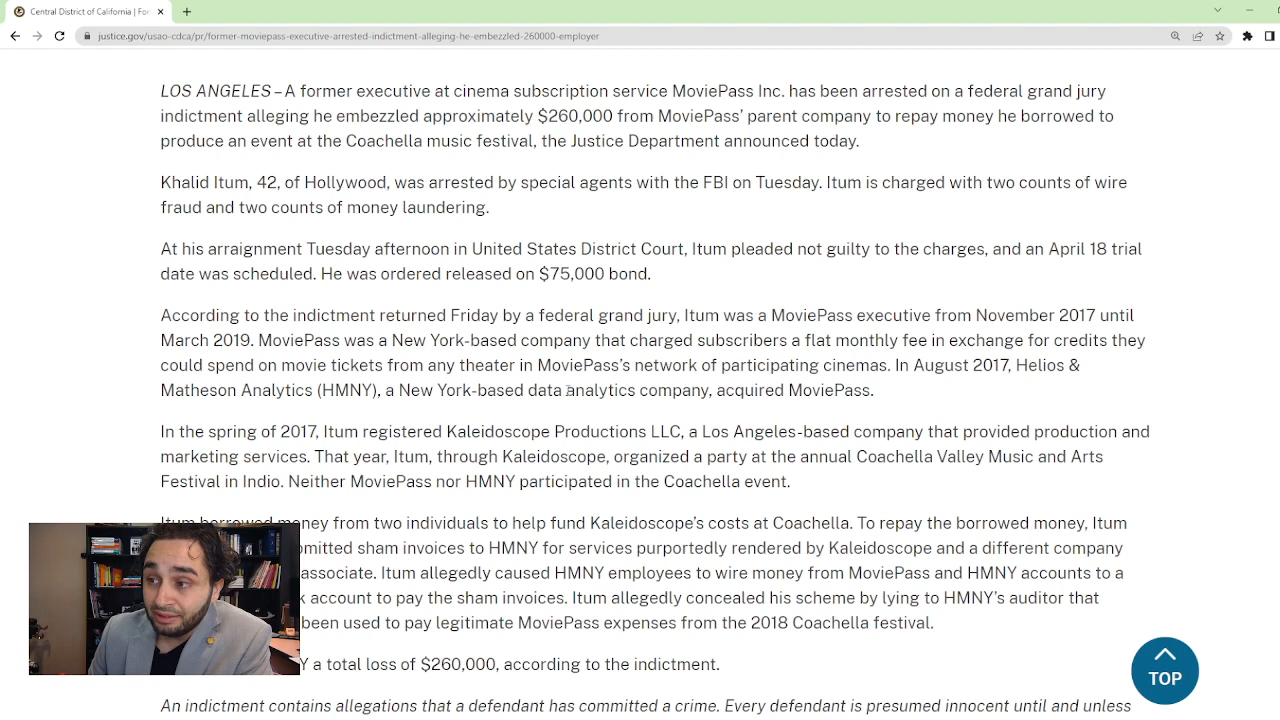 Central District of California | For
justice.gov/usao-cdca/pr/former-moviepass-executive-arrested-indictment-alleging-he-embezzled-260000-employer
LOS ANGELES – A former executive at cinema subscription service MoviePass Inc. has been arrested on a federal grand jury
indictment alleging he embezzled approximately $260,000 from MoviePass’ parent company to repay money he borrowed to
produce an event at the Coachella music festival, the Justice Department announced today.
Khalid Itum, 42, of Hollywood, was arrested by special agents with the FBI on Tuesday. Itum is charged with two counts of wire
fraud and two counts of money laundering.
At his arraignment Tuesday afternoon in United States District Court, Itum pleaded not guilty to the charges, and an April 18 trial
date was scheduled. He was ordered released on $75,000 bond.
According to the indictment returned Friday by a federal grand jury, Itum was a MoviePass executive from November 2017 until
March 2019. MoviePass was a New York-based company that charged subscribers a flat monthly fee in exchange for credits they
could spend on movie tickets from any theater in MoviePass’s network of participating cinemas. In August 2017, Helios &
Matheson Analytics (HMNY), a New York-based data analytics company, acquired MoviePass.
In the spring of 2017, Itum registered Kaleidoscope Productions LLC, a Los Angeles-based company that provided production and
marketing services. That year, Itum, through Kaleidoscope, organized a party at the annual Coachella Valley Music and Arts
Festival in Indio. Neither MoviePass nor HMNY participated in the Coachella event.
Itum borrowed money from two individuals to help fund Kaleidoscope’s costs at Coachella. To repay the borrowed money, Itum
sham invoices to HMNY for services purportedly rendered by Kaleidoscope and a different company
associate. Itum allegedly caused HMNY employees to wire money from MoviePass and HMNY accounts to a
account to pay the sham invoices. Itum allegedly concealed his scheme by lying to HMNY’s auditor that
been used to pay legitimate MoviePass expenses from the 2018 Coachella festival.
a total loss of $260,000, according to the indictment.
An indictment contains allegations that a defendant has committed a crime. Every defendant is presumed innocent until and unless
TOP